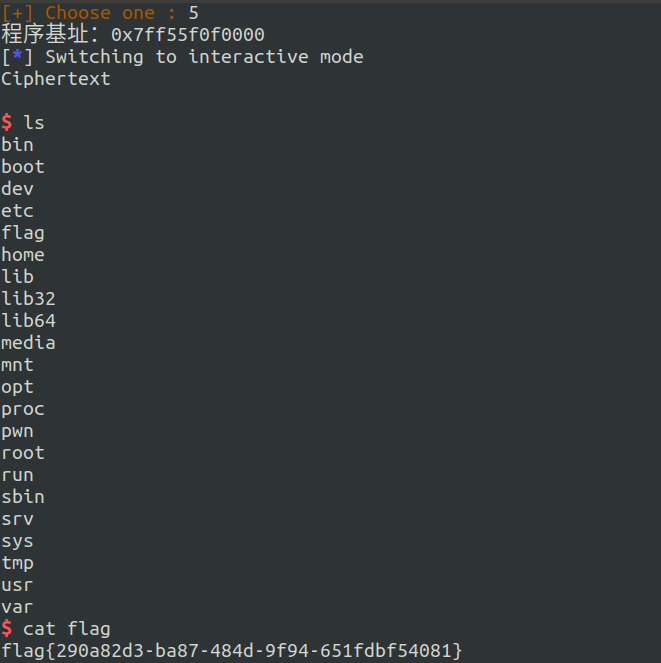 [+] Choose one : 5
程序基址：0x7ff55f0f0000
[*] Switching to interactive mode
Ciphertext
$ ls
bin
boot
dev
etc
flag
home
lib
lib32
lib64
media
mnt
opt
proc
pwn
root
run
sbin
srv
sys
tmp
usr
var
$ cat flag
flag{290a82d3-ba87-484d-9f94-651fdbf54081}